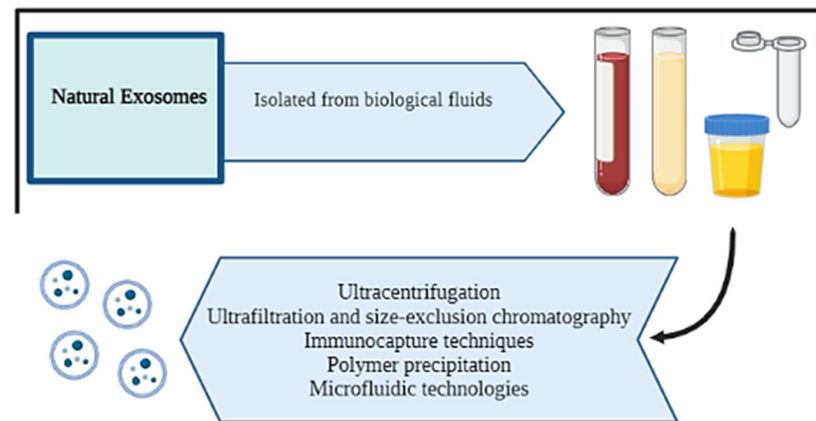 Natural Exosomes
Isolated from biological fluids
Ultracentrifugation
Ultrafiltration and size-exclusion chromatography
Immunocapture techniques
Polymer precipitation
Microfluidic technologies